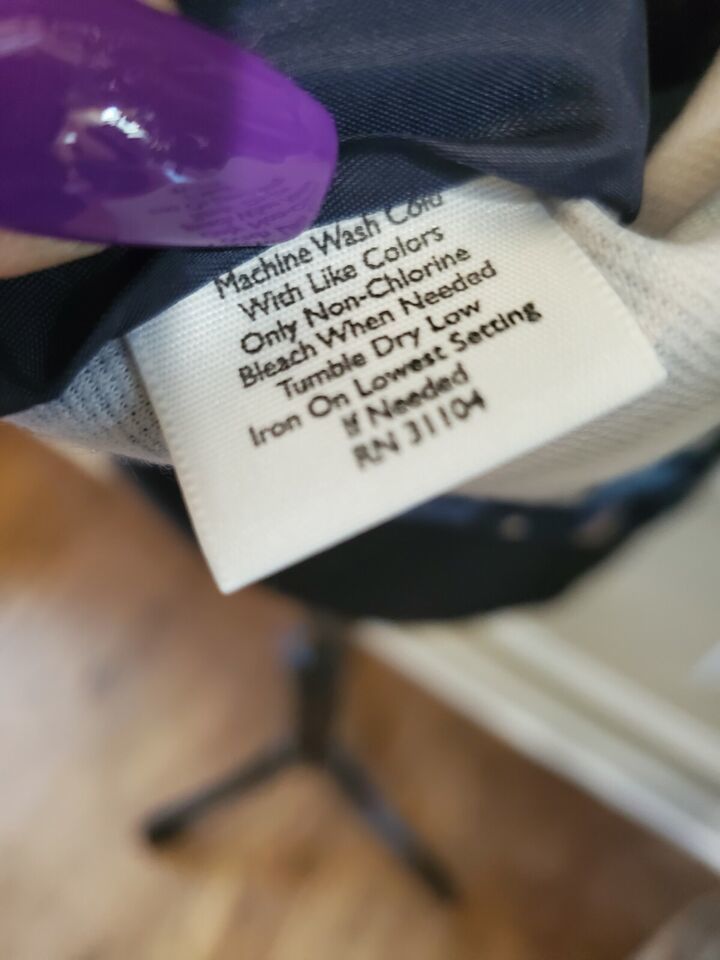 Machine Wash Cold
With Like Colors
Only Non-Chlorine
Bleach When Needed
Tumble Dry Low
Iron On Lowest Setting
If Needed
RN 31104